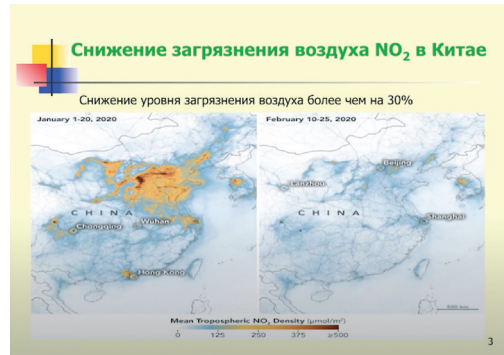 Снижение загрязнения воздуха NO₂ в Китае
Снижение уровня загрязнения воздуха более чем на 30%
January 1-20, 2020
February 10-25, 2020
Beijing
Lanzhou
CHINA
Chongqing
Wuhan
Hong Kong
CHINA
Shanghai
500 km
Mean Tropospheric NO₂ Density (μmol/m²)
0 125 250 375 ≥500
3